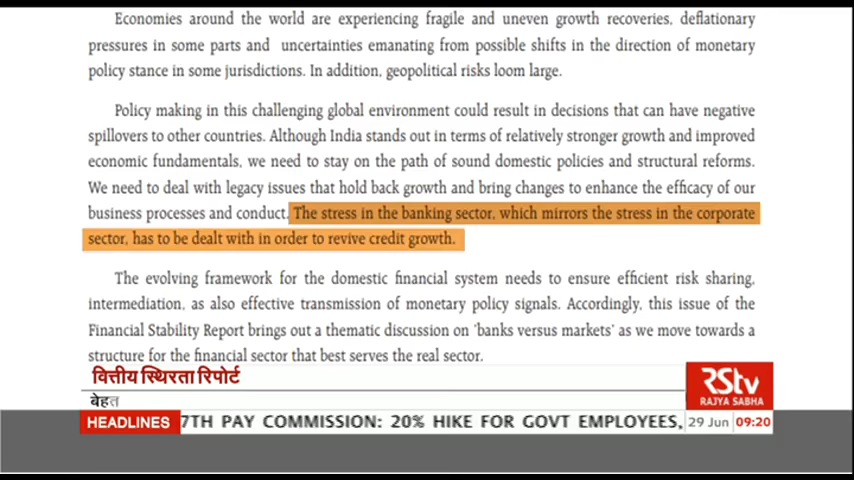 Economies around the world are experiencing fragile and uneven growth recoveries, deflationary
pressures in some parts and uncertainties emanating from possible shifts in the direction of monetary
policy stance in some jurisdictions. In addition, geopolitical risks loom large.
Policy making in this challenging global environment could result in decisions that can have negative
spillovers to other countries. Although India stands out in terms of relatively stronger growth and improved
economic fundamentals, we need to stay on the path of sound domestic policies and structural reforms.
We need to deal with legacy issues that hold back growth and bring changes to enhance the efficacy of our
business processes and conduct. The stress in the banking sector, which mirrors the stress in the corporate
sector, has to be dealt with in order to revive credit growth.
The evolving framework for the domestic financial system needs to ensure efficient risk sharing,
intermediation, as also effective transmission of monetary policy signals. Accordingly, this issue of the
Financial Stability Report brings out a thematic discussion on 'banks versus markets' as we move towards a
structure for the financial sector that best serves the real sector.
वित्तीय स्थिरता रिपोर्ट
बेहत
RSTV
RAJYA SABHA
HEADLINES 7TH PAY COMMISSION: 20% HIKE FOR GOVT EMPLOYEES, 29 Jun 09:20